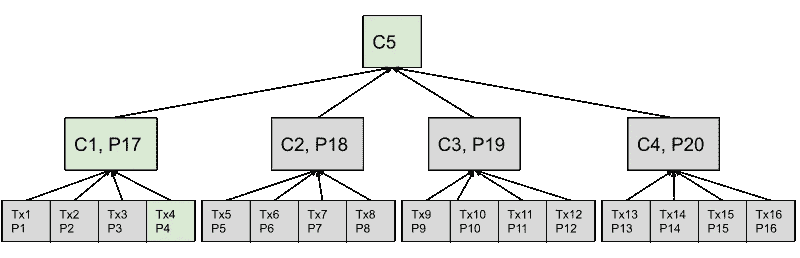 C5
C1, P17
C2, P18
C3, P19
C4, P20
Tx1
P1
Tx2
P2
Tx3
P3
Tx4
P4
Tx5
P5
Tx6
P6
Tx7
P7
Tx8
P8
Tx9
P9
Tx10
P10
Tx11
P11
Tx12
P12
Tx13
P13
Tx14
P14
Tx15
P15
Tx16
P16